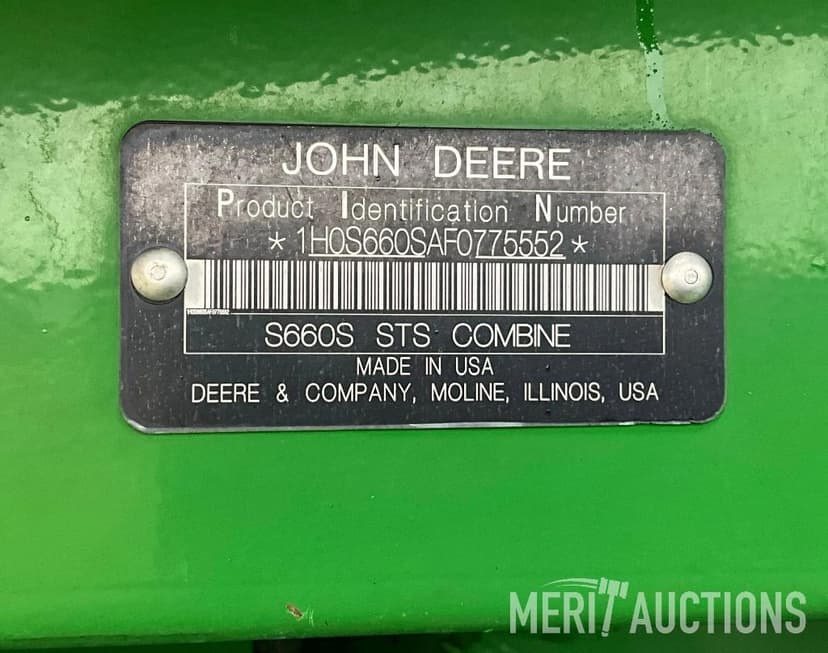 JOHN DEERE
Product Identification Number
*1H0S660SAF0775552*
1H0S660SAF0775552
S660S STS COMBINE
MADE IN USA
DEERE & COMPANY, MOLINE, ILLINOIS, USA
MERIT AUCTIONS